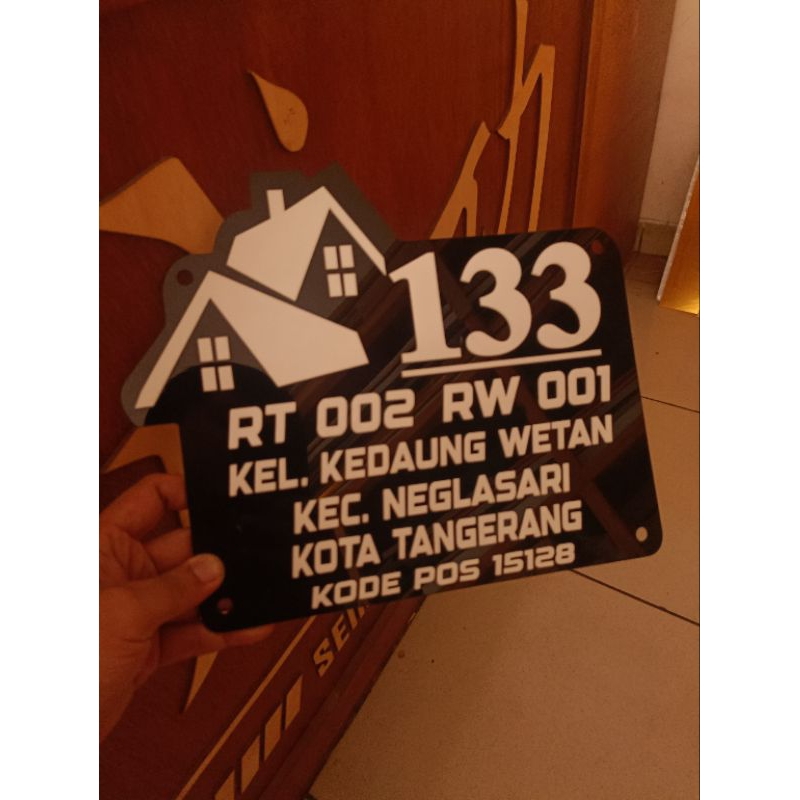 133
RT 002 RW 001
KEL. KEDAUNG WETAN
KEC. NEGLASARI
KOTA TANGERANG
KODE POS 15128